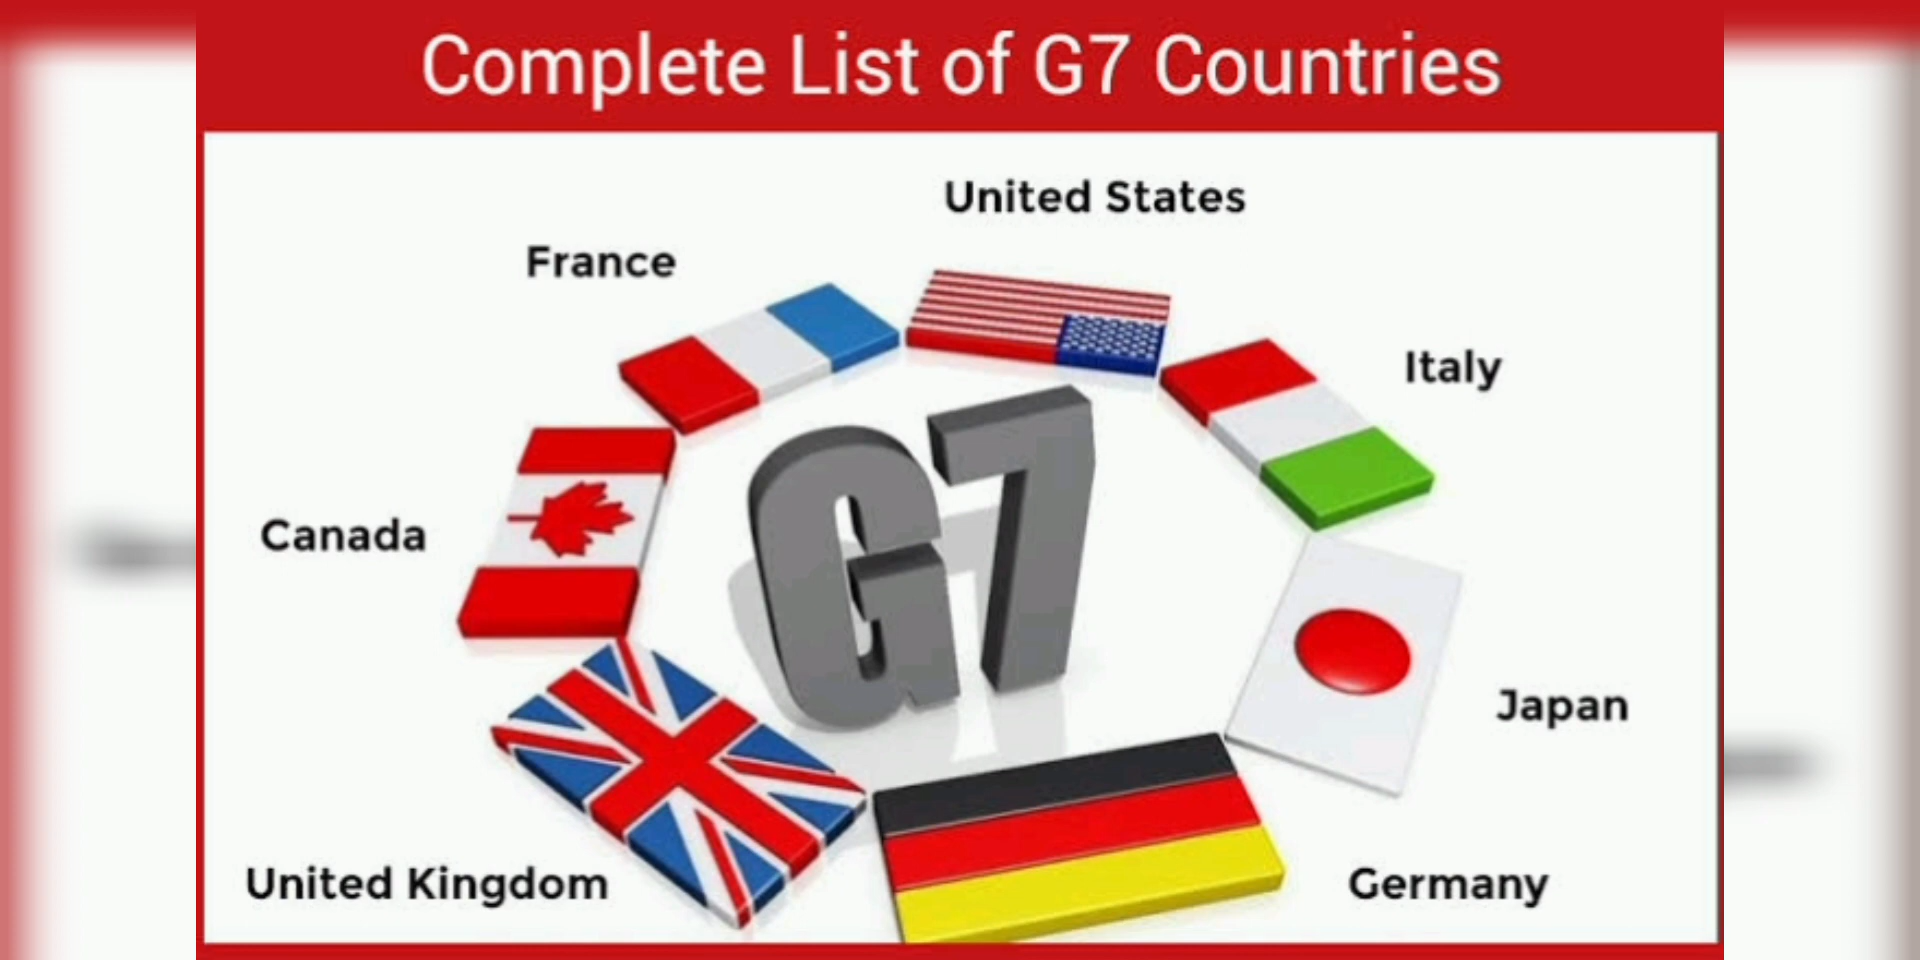 Complete List of G7 Countries
United States
France
Italy
Canada
G7
Japan
United Kingdom
Germany